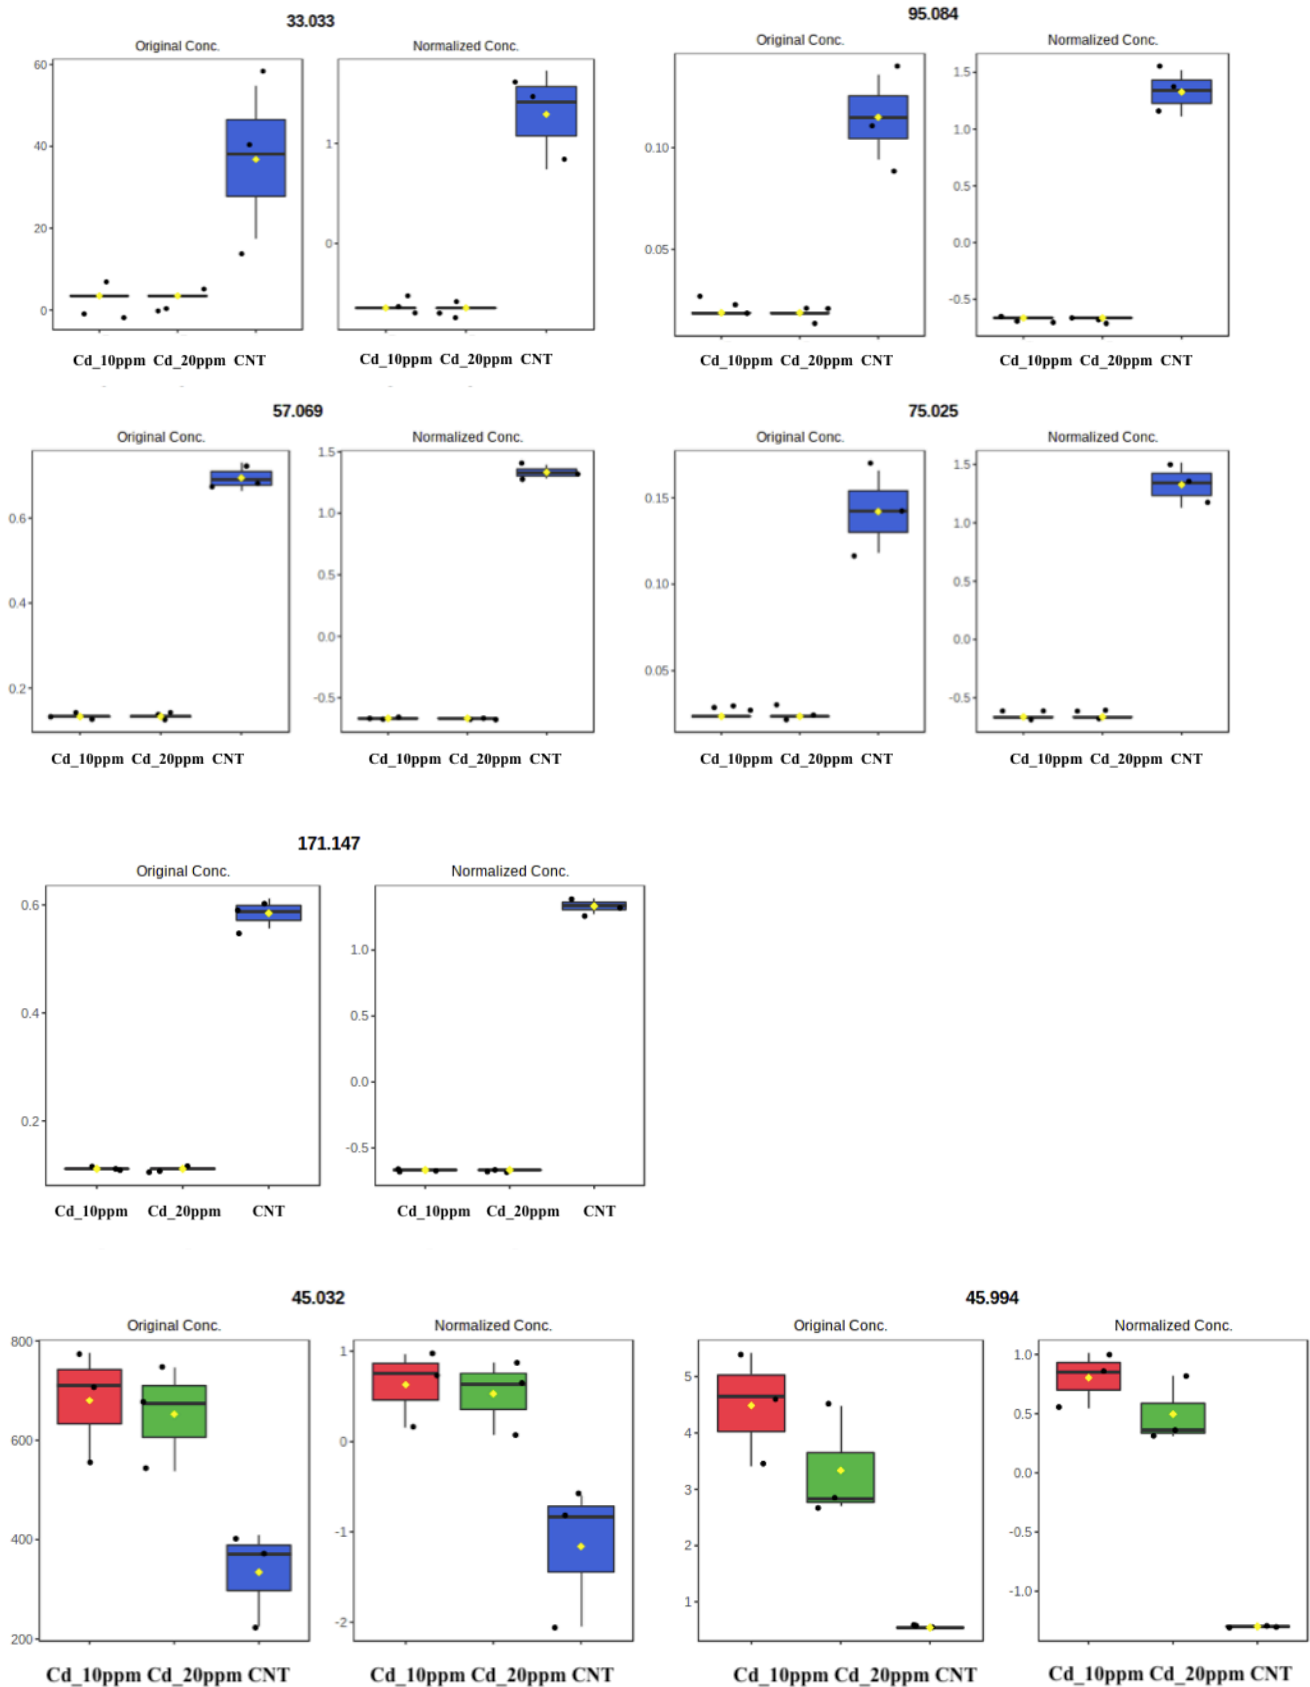 33.033
95.084
Original Conc.
Normalized Conc.
Original Conc.
Normalized Conc.
60
40
20
0
1
0
0.10
0.05
1.5
1.0
0.5
0.0
-0.5
Cd_10ppm Cd_20ppm CNT
Cd_10ppm Cd_20ppm CNT
Cd_10ppm Cd_20ppm CNT
Cd_10ppm Cd_20ppm CNT
57.069
75.025
Original Conc.
Normalized Conc.
Original Conc.
Normalized Conc.
0.6
0.4
0.2
1.5
1.0
0.5
0.0
-0.5
0.15
0.10
0.05
1.5
1.0
0.5
0.0
-0.5
Cd_10ppm Cd_20ppm CNT
Cd_10ppm Cd_20ppm CNT
Cd_10ppm Cd_20ppm CNT
Cd_10ppm Cd_20ppm CNT
171.147
Original Conc.
Normalized Conc.
0.6
0.4
0.2
1.0
0.5
0.0
-0.5
Cd_10ppm Cd_20ppm CNT
Cd_10ppm Cd_20ppm CNT
45.032
45.994
Original Conc.
Normalized Conc.
Original Conc.
Normalized Conc.
800
600
400
200
1
0
-1
-2
5
4
3
2
1
1.0
0.5
0.0
-0.5
-1.0
Cd_10ppm Cd_20ppm CNT
Cd_10ppm Cd_20ppm CNT
Cd_10ppm Cd_20ppm CNT
Cd_10ppm Cd_20ppm CNT